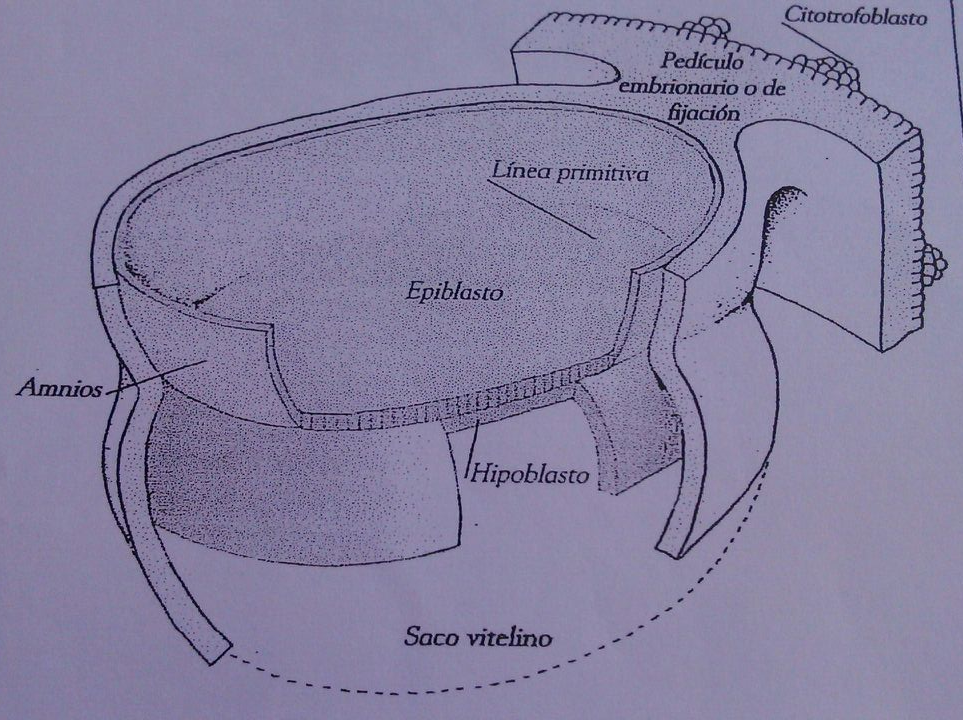 Citotrofoblasto
Pedículo
embrionario o de
fijación
Línea primitiva
Epiblasto
Amnios
Hipoblasto
Saco vitelino